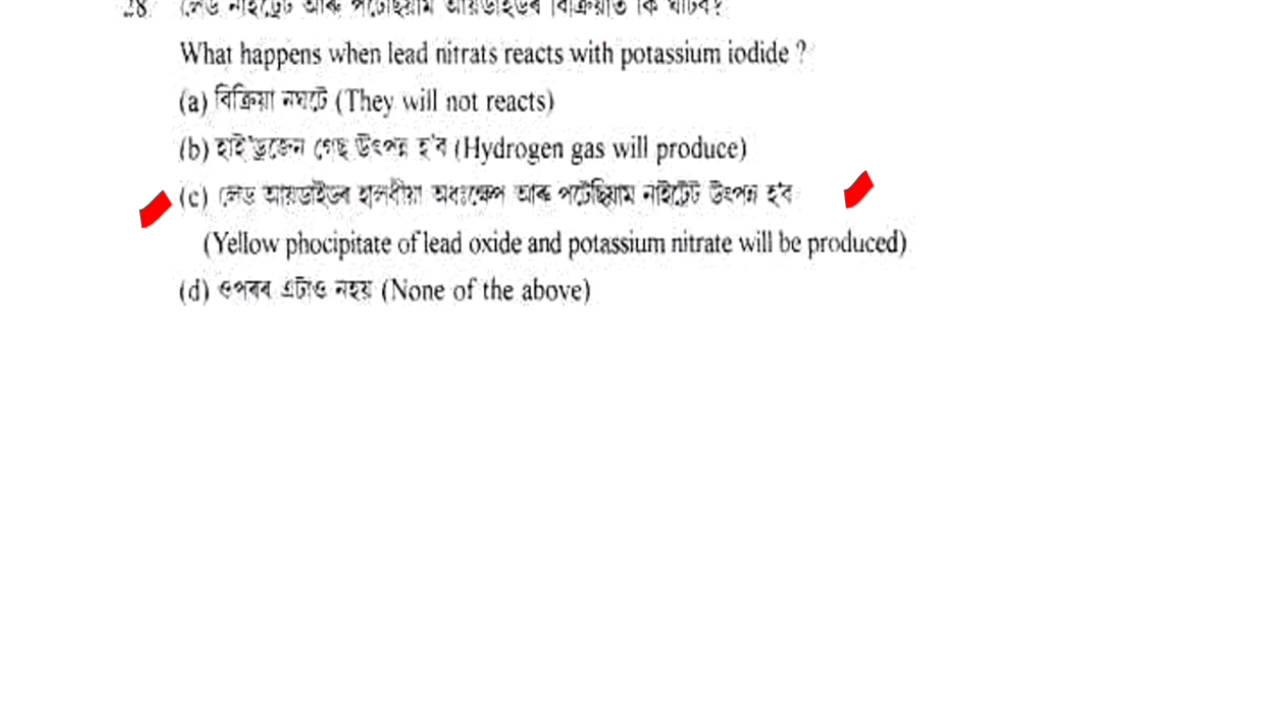 28 লেড নাইট্ৰেট আৰু পটেছিয়াম আয়ডাইডৰ বিক্ৰিয়াত কি ঘটিব?
What happens when lead nitrats reacts with potassium iodide ?
(a) বিক্ৰিয়া নঘটে (They will not reacts)
(b) হাই'ড্ৰজেন গেছ উৎপন্ন হ'ব (Hydrogen gas will produce)
(c) লেড আয়ডাইডৰ হালধীয়া অধঃক্ষেপ আৰু পটেছিয়াম নাইট্ৰেট উৎপন্ন হ'ব
(Yellow phocipitate of lead oxide and potassium nitrate will be produced)
(d) ওপৰৰ এটাও নহয় (None of the above)